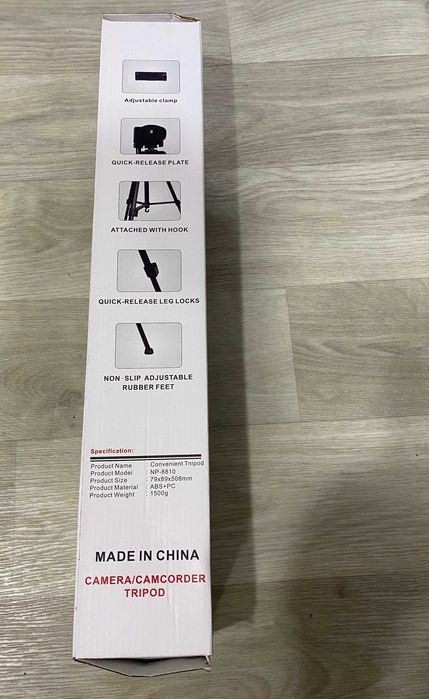 Adjustable clamp
QUICK-RELEASE PLATE
ATTACHED WITH HOOK
QUICK-RELEASE LEG LOCKS
NON-SLIP ADJUSTABLE
RUBBER FEET
Specification:
Product Name : Convenient Tripod
Product Model : NP-8810
Product Size : 79x89x508mm
Product Material : ABS+PC
Product Weight : 1500g
MADE IN CHINA
CAMERA/CAMCORDER
TRIPOD